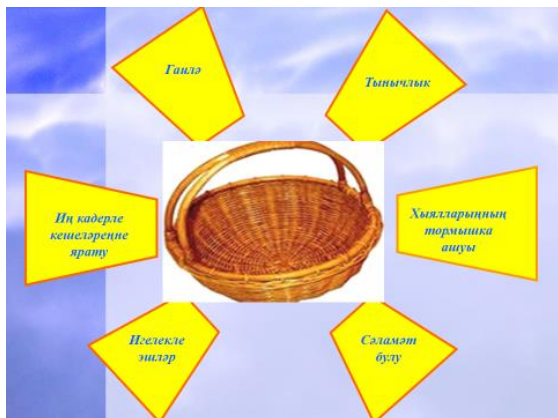 Гаилә
Тынычлык
Иң кадерле
кешеләреңне
ярату
Хыялларыңның
тормышка
ашуы
Игелекле
эшләр
Сәламәт
булу